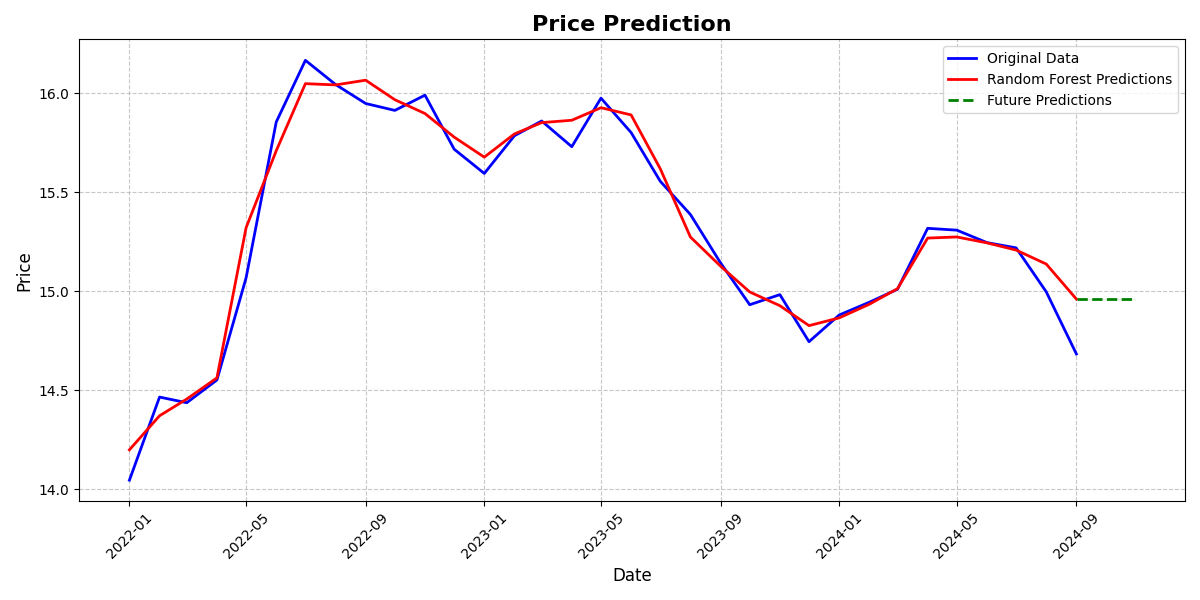 Price Prediction
Original Data
Random Forest Predictions
Future Predictions
Price
16.0
15.5
15.0
14.5
14.0
2022-01
2022-05
2022-09
2023-01
2023-05
2023-09
2024-01
2024-05
2024-09
Date